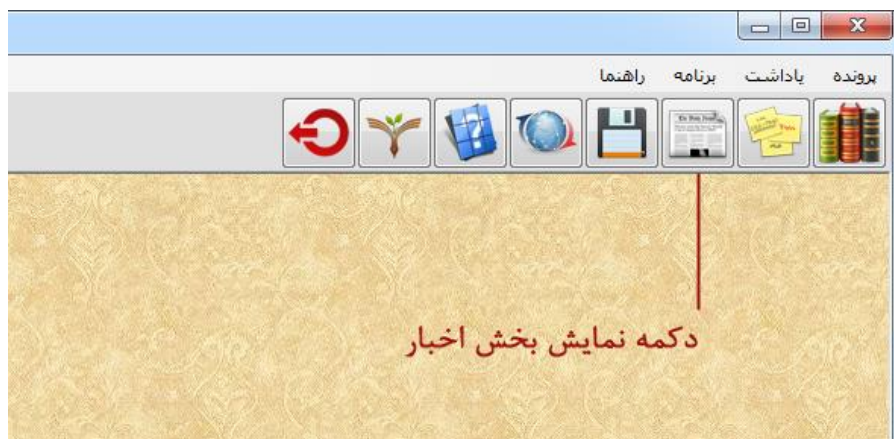 پرونده یاداشت برنامه راهنما
دکمه نمایش بخش اخبار